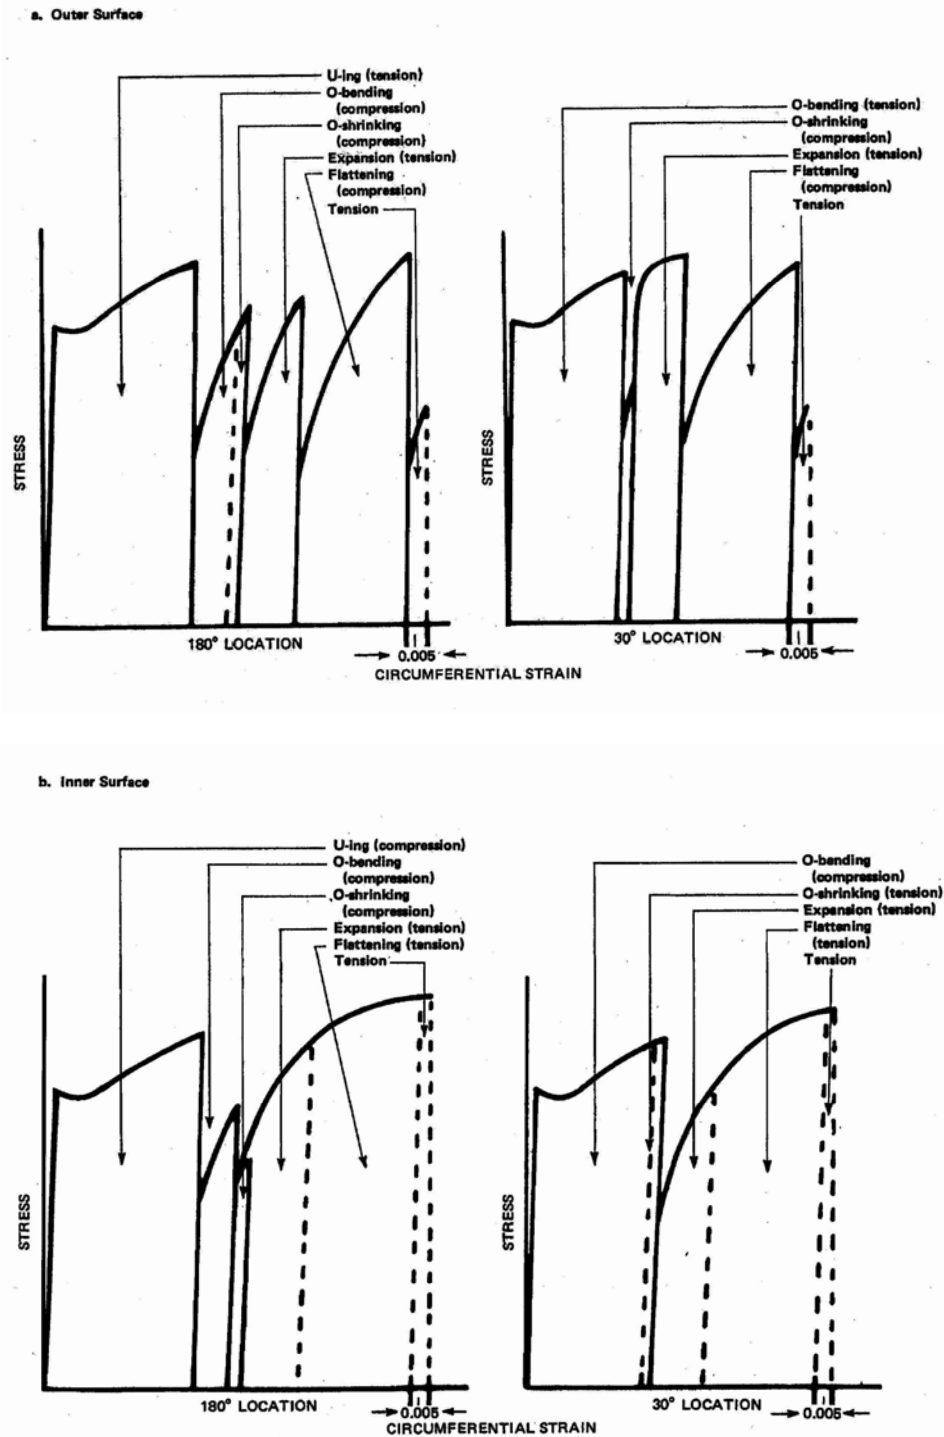 a. Outer Surface
U-ing (tension)
O-bending
(compression)
O-shrinking
(compression)
Expansion (tension)
Flattening
(compression)
Tension
STRESS
180° LOCATION
0.005
O-bending (tension)
O-shrinking
(compression)
Expansion (tension)
Flattening
(compression)
Tension
STRESS
30° LOCATION
0.005
CIRCUMFERENTIAL STRAIN
b. Inner Surface
U-ing (compression)
O-bending
(compression)
O-shrinking
(compression)
Expansion (tension)
Flattening (tension)
Tension
STRESS
180° LOCATION
0.005
O-bending
(compression)
O-shrinking (tension)
Expansion (tension)
Flattening
(tension)
Tension
STRESS
30° LOCATION
0.005
CIRCUMFERENTIAL STRAIN